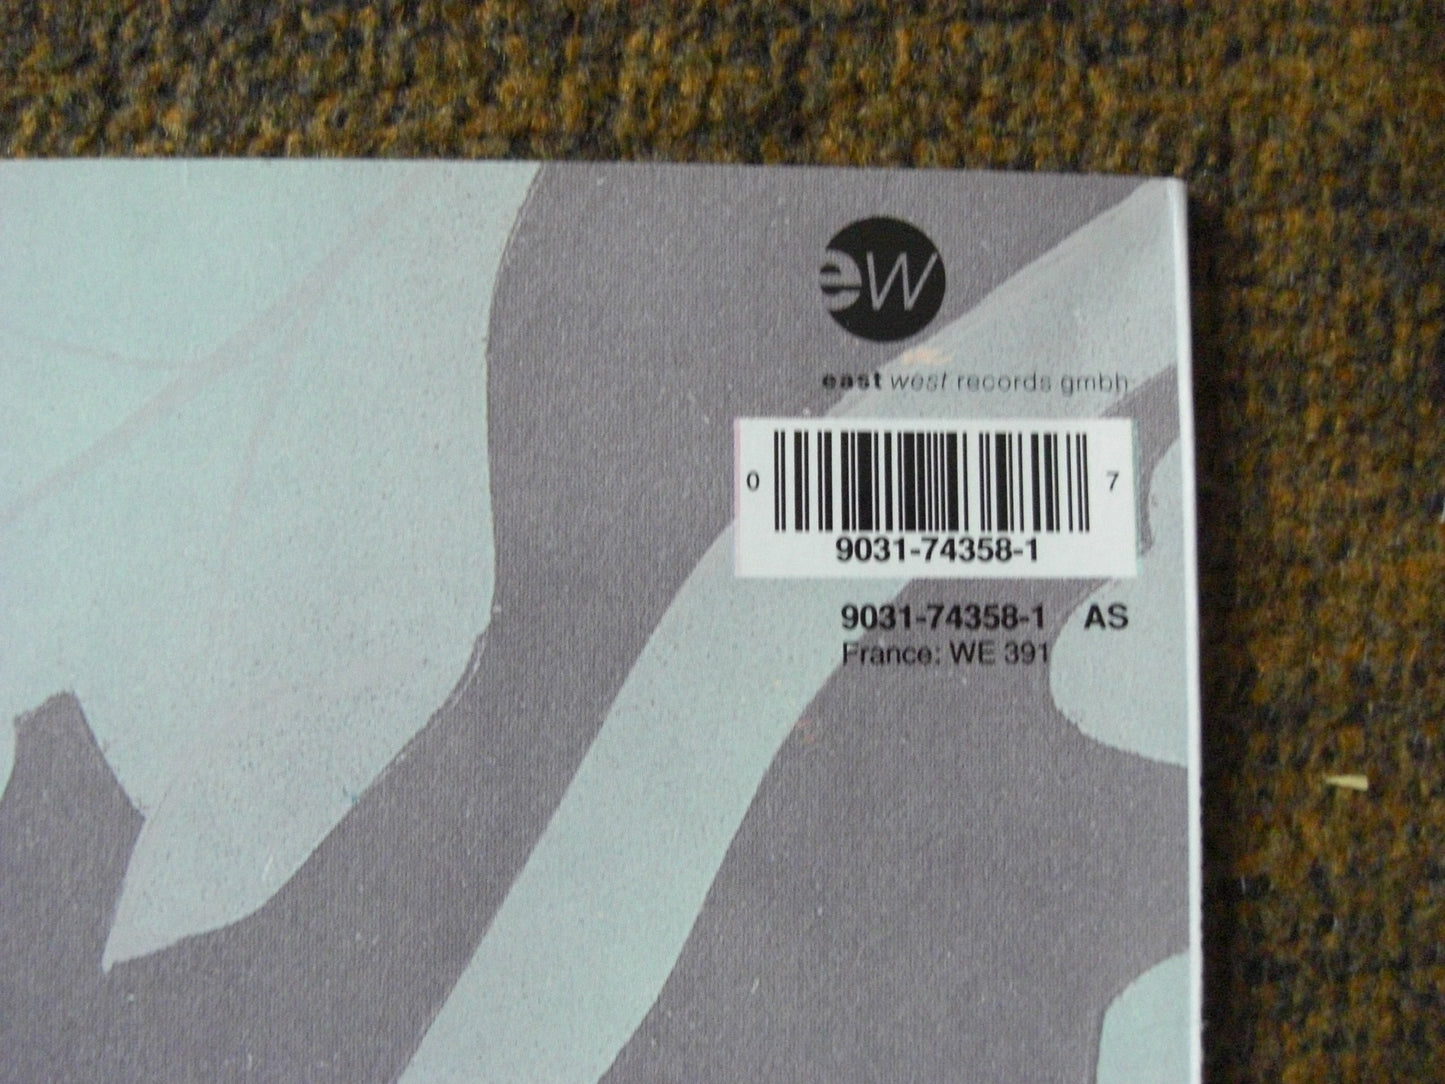 ew
east west records gmbh
0 7
9031-74358-1
9031-74358-1 AS
France: WE 391